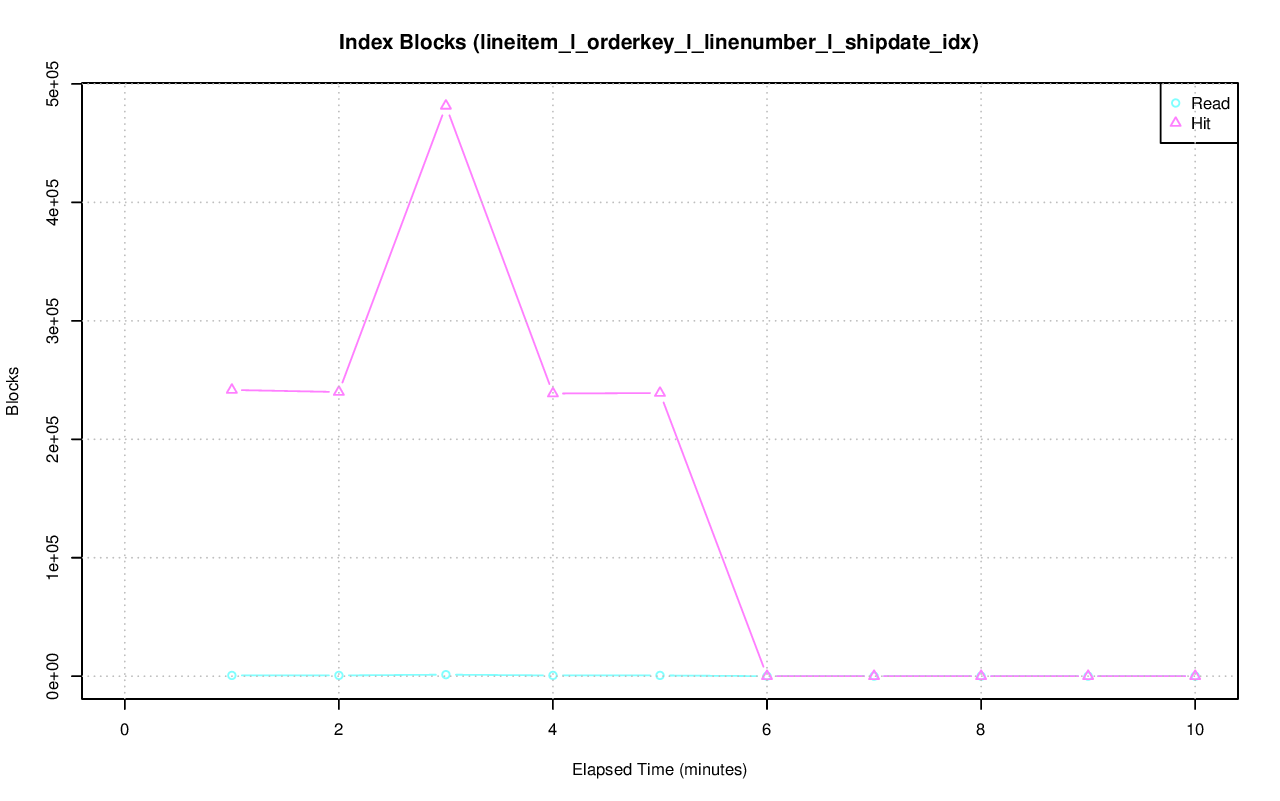 Index Blocks (lineitem_l_orderkey_l_linenumber_l_shipdate_idx)
Read
Hit
Blocks
5e+05
4e+05
3e+05
2e+05
1e+05
0e+00
0 2 4 6 8 10
Elapsed Time (minutes)